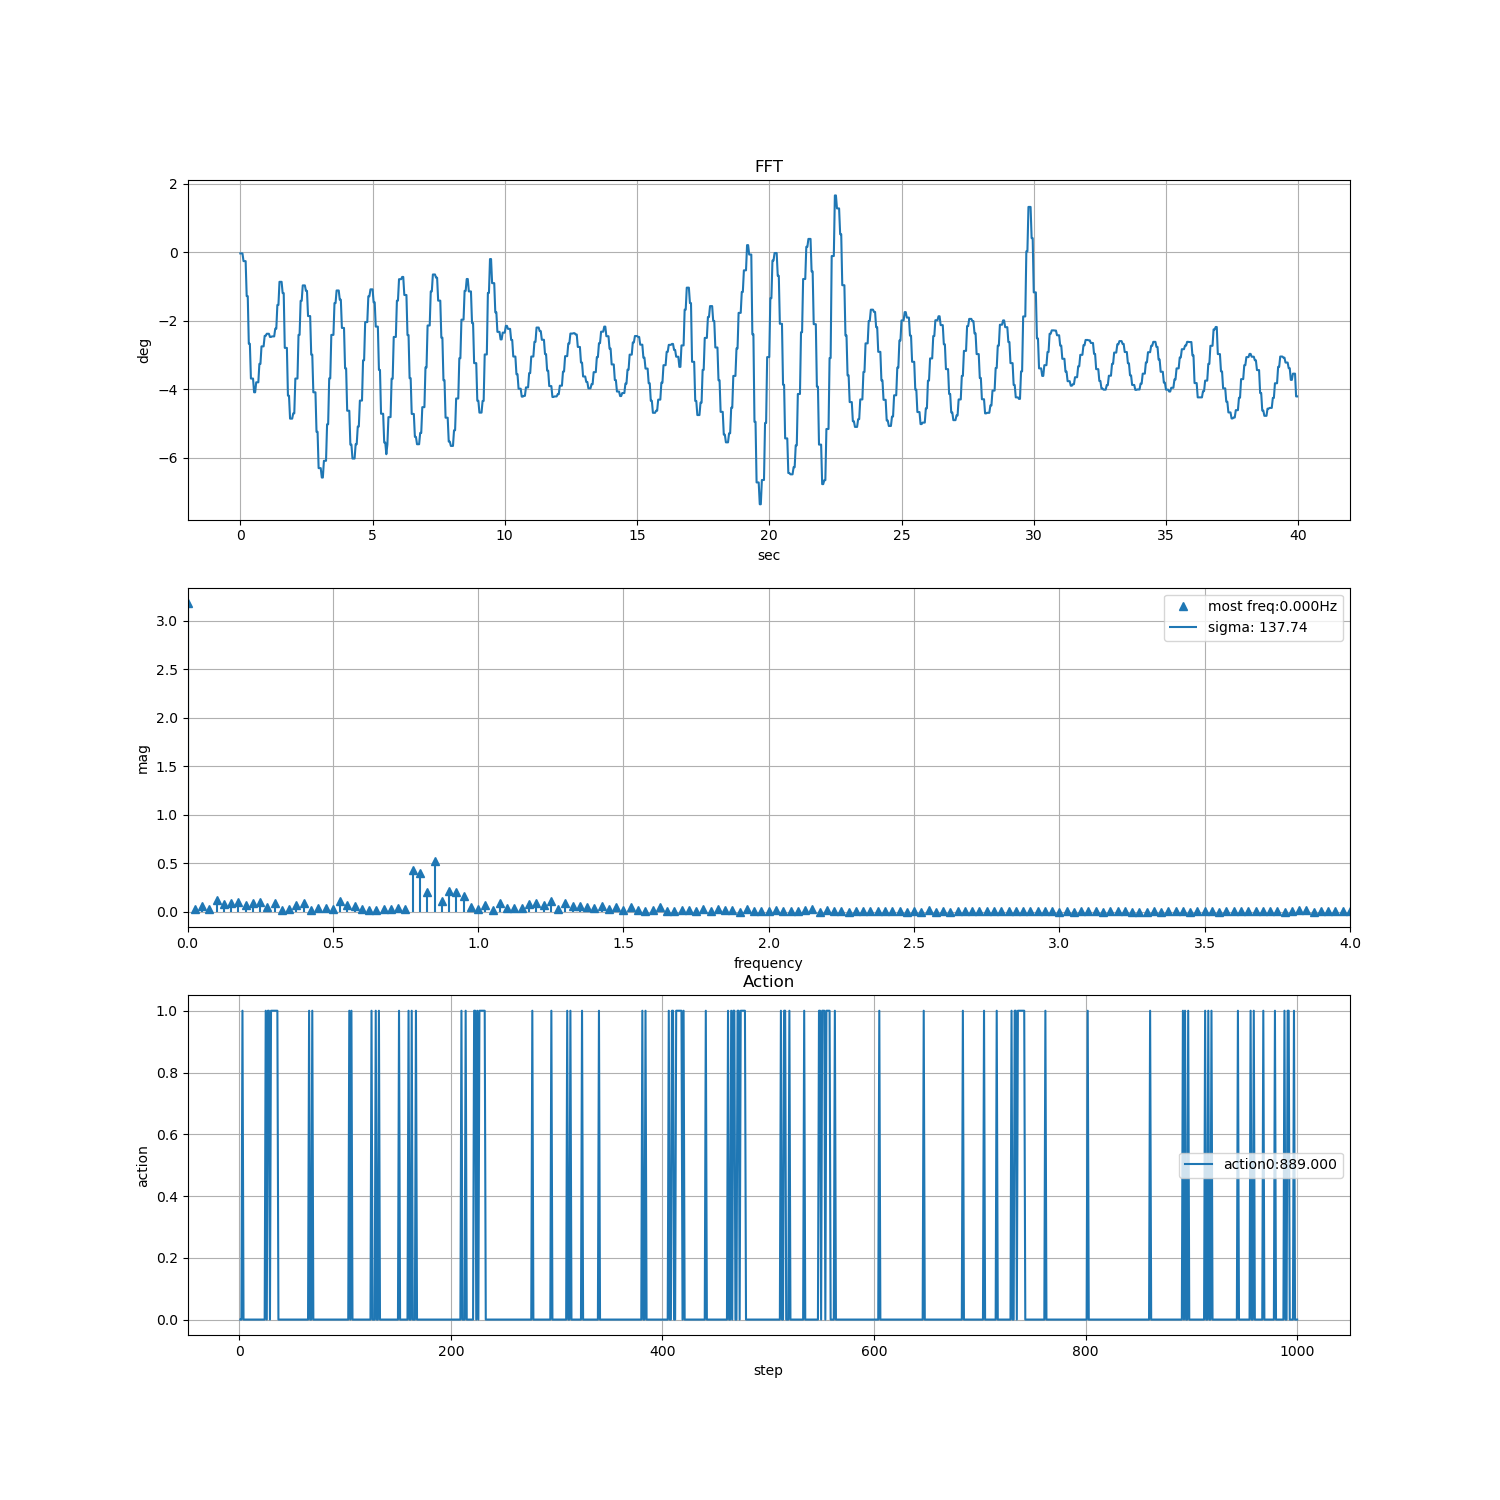 FFT
2
0
−2
−4
−6
deg
0 5 10 15 20 25 30 35 40
sec
3.0
2.5
2.0
1.5
1.0
0.5
0.0
mag
most freq:0.000Hz
sigma: 137.74
0.0 0.5 1.0 1.5 2.0 2.5 3.0 3.5 4.0
frequency
Action
1.0
0.8
0.6
0.4
0.2
0.0
action
action0:889.000
0 200 400 600 800 1000
step